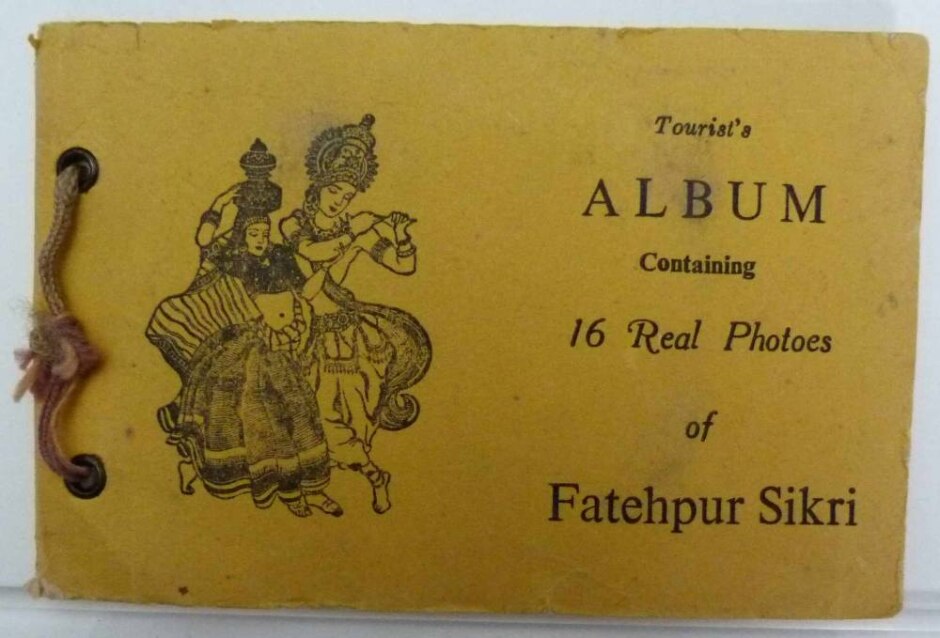 Tourist's
ALBUM
Containing
16 Real Photoes
of
Fatehpur Sikri